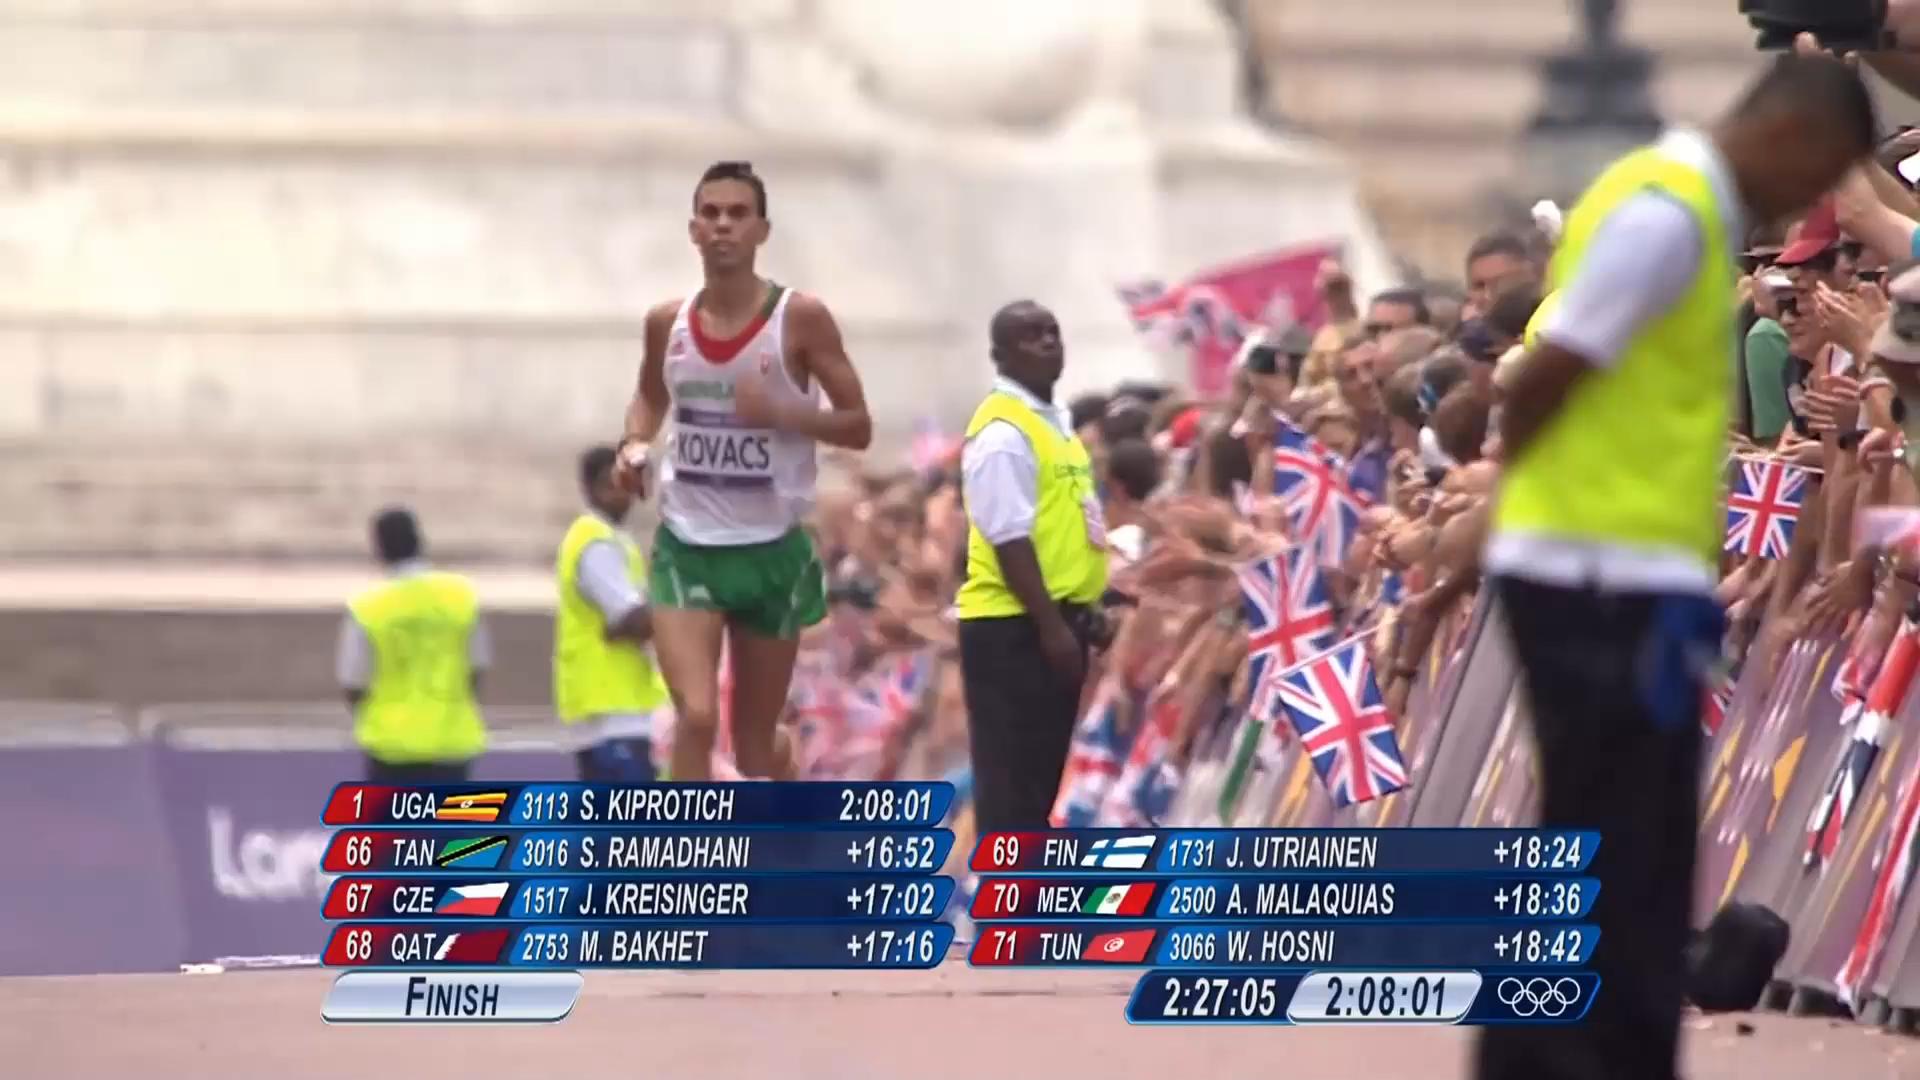 KOVACS
1 UGA 3113 S. KIPROTICH 2:08:01
66 TAN 3016 S. RAMADHANI +16:52
67 CZE 1517 J. KREISINGER +17:02
68 QAT 2753 M. BAKHET +17:16
69 FIN 1731 J. UTRIAINEN +18:24
70 MEX 2500 A. MALAQUIAS +18:36
71 TUN 3066 W. HOSNI +18:42
FINISH
2:27:05 2:08:01